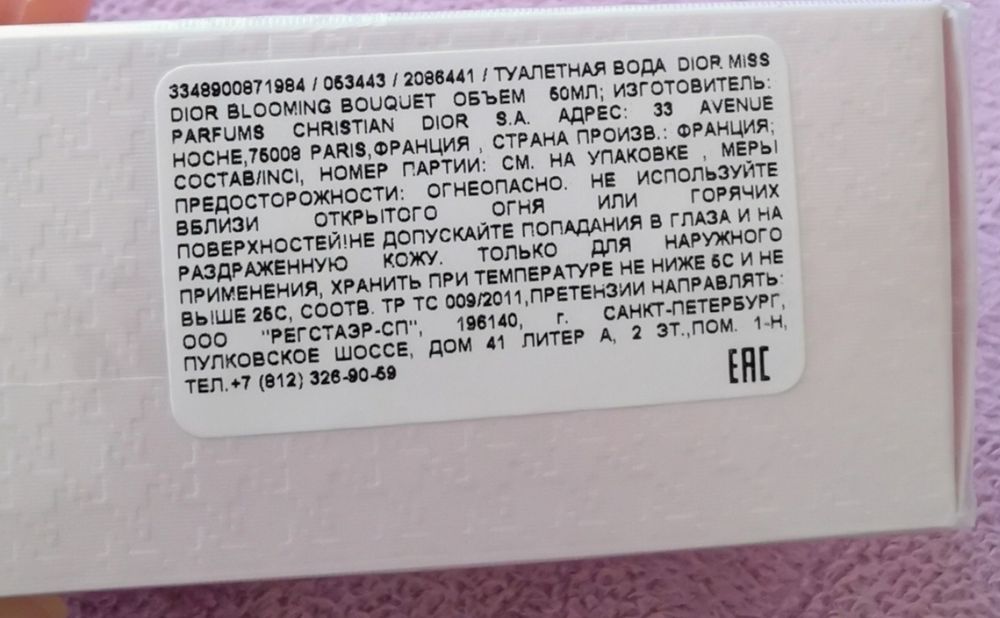 3348900871984 / 053443 / 2086441 / ТУАЛЕТНАЯ ВОДА DIOR MISS
DIOR BLOOMING BOUQUET ОБЪЕМ 50МЛ; ИЗГОТОВИТЕЛЬ:
PARFUMS CHRISTIAN DIOR S.A. АДРЕС: 33 AVENUE
HOCHE,75008 PARIS,ФРАНЦИЯ , СТРАНА ПРОИЗВ.: ФРАНЦИЯ;
СОСТАВ/INCI, НОМЕР ПАРТИИ: СМ. НА УПАКОВКЕ , МЕРЫ
ПРЕДОСТОРОЖНОСТИ: ОГНЕОПАСНО. НЕ ИСПОЛЬЗУЙТЕ
ВБЛИЗИ ОТКРЫТОГО ОГНЯ ИЛИ ГОРЯЧИХ
ПОВЕРХНОСТЕЙ!НЕ ДОПУСКАЙТЕ ПОПАДАНИЯ В ГЛАЗА И НА
РАЗДРАЖЕННУЮ КОЖУ. ТОЛЬКО ДЛЯ НАРУЖНОГО
ПРИМЕНЕНИЯ, ХРАНИТЬ ПРИ ТЕМПЕРАТУРЕ НЕ НИЖЕ 5С И НЕ
ВЫШЕ 25С, СООТВ. ТР ТС 009/2011,ПРЕТЕНЗИИ НАПРАВЛЯТЬ:
ООО "РЕГСТАЭР-СП", 196140, г. САНКТ-ПЕТЕРБУРГ,
ПУЛКОВСКОЕ ШОССЕ, ДОМ 41 ЛИТЕР А, 2 ЭТ.,ПОМ. 1-Н,
ТЕЛ.+7 (812) 326-90-59
EAC